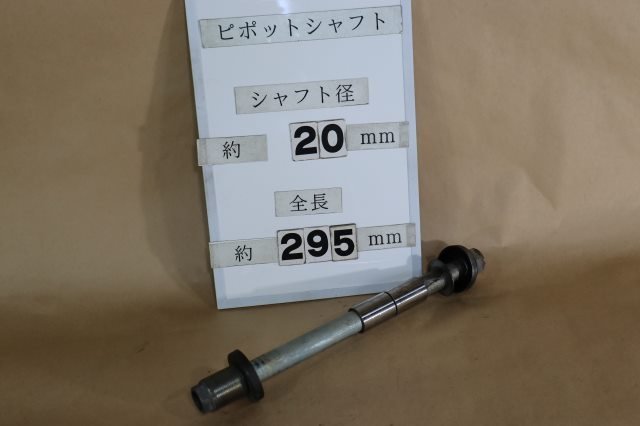 ピポットシャフト
シャフト径
約 20 mm
全長
約 295 mm